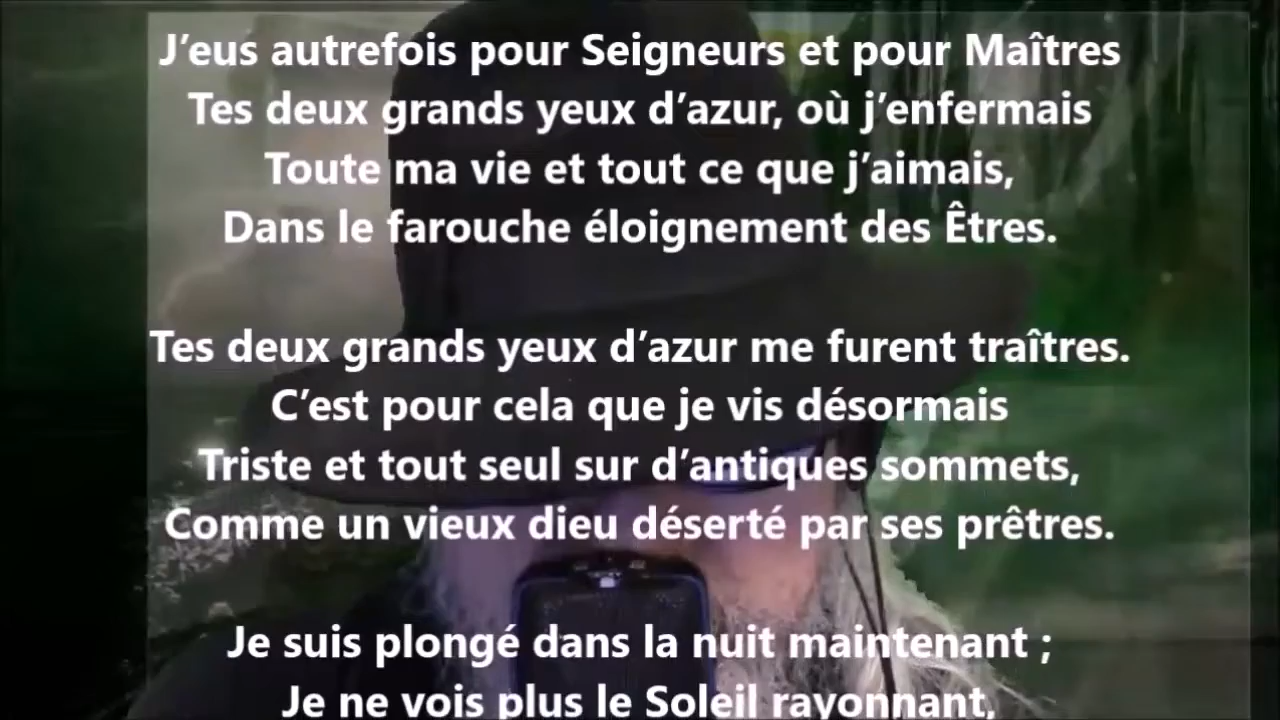 J’eus autrefois pour Seigneurs et pour Maîtres
Tes deux grands yeux d’azur, où j’enfermais
Toute ma vie et tout ce que j’aimais,
Dans le farouche éloignement des Êtres.
Tes deux grands yeux d’azur me furent traîtres.
C’est pour cela que je vis désormais
Triste et tout seul sur d’antiques sommets,
Comme un vieux dieu déserté par ses prêtres.
Je suis plongé dans la nuit maintenant ;
Je ne vois plus le Soleil rayonnant,